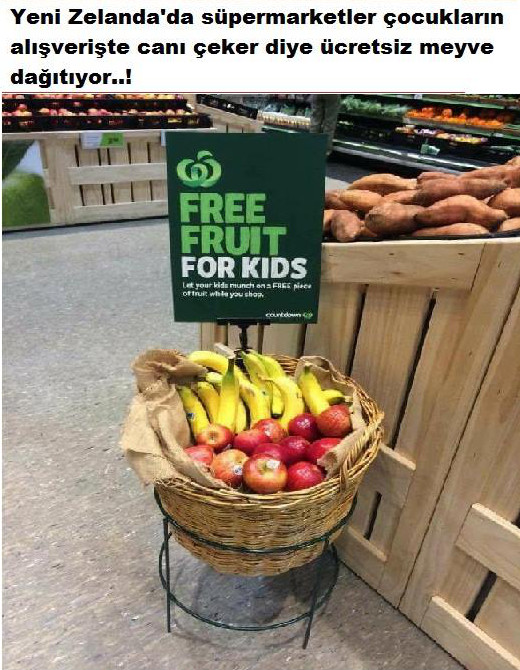 Yeni Zelanda'da süpermarketler çocukların
alışverişte canı çeker diye ücretsiz meyve
dağıtıyor..!
FREE
FRUIT
FOR KIDS
Let your kids munch on a FREE piece
of fruit while you shop.
countdown